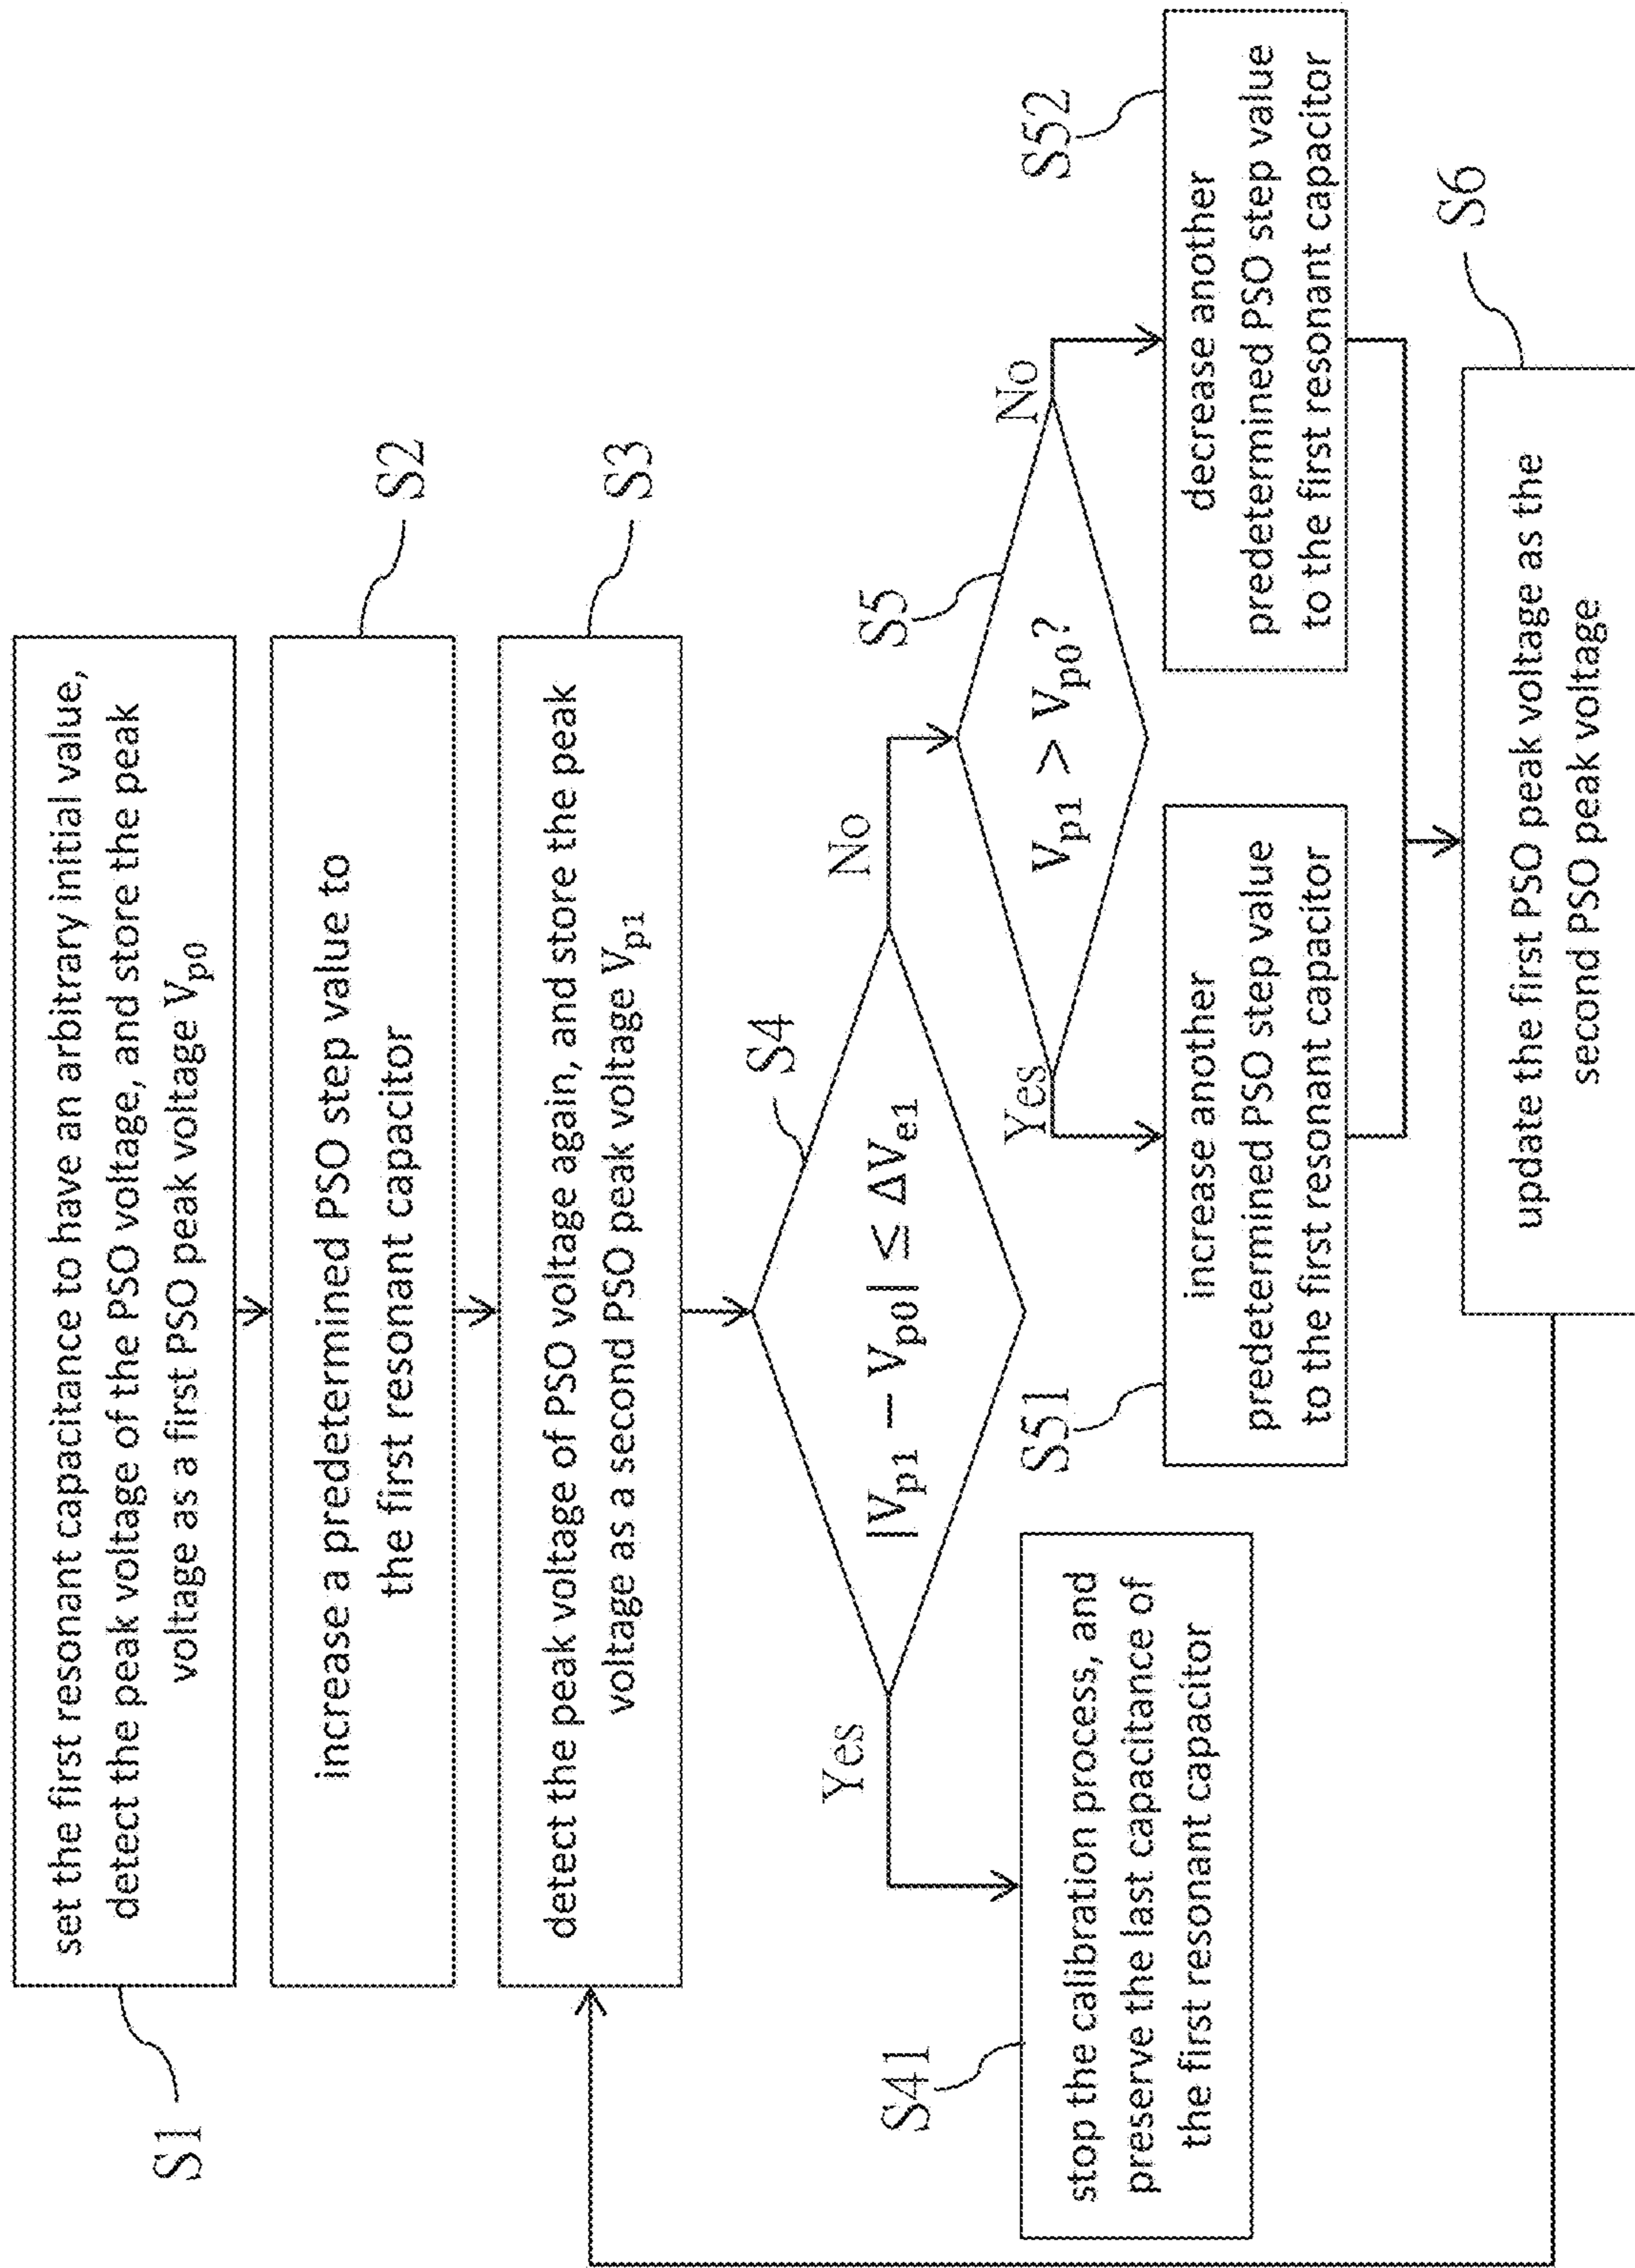 S1
set the first resonant capacitance to have an arbitrary initial value,
detect the peak voltage of the PSO voltage, and store the peak
voltage as a first PSO peak voltage Vp0
S2
increase a predetermined PSO step value to
the first resonant capacitor
S3
detect the peak voltage of PSO voltage again, and store the peak
voltage as a second PSO peak voltage Vp1
S4
|Vp1 − Vp0| ≤ ΔVe1
Yes
No
S41
stop the calibration process, and
preserve the last capacitance of
the first resonant capacitor
S5
Vp1 > Vp0?
Yes
No
S51
increase another
predetermined PSO step value
to the first resonant capacitor
S52
decrease another
predetermined PSO step value
to the first resonant capacitor
S6
update the first PSO peak voltage as the
second PSO peak voltage